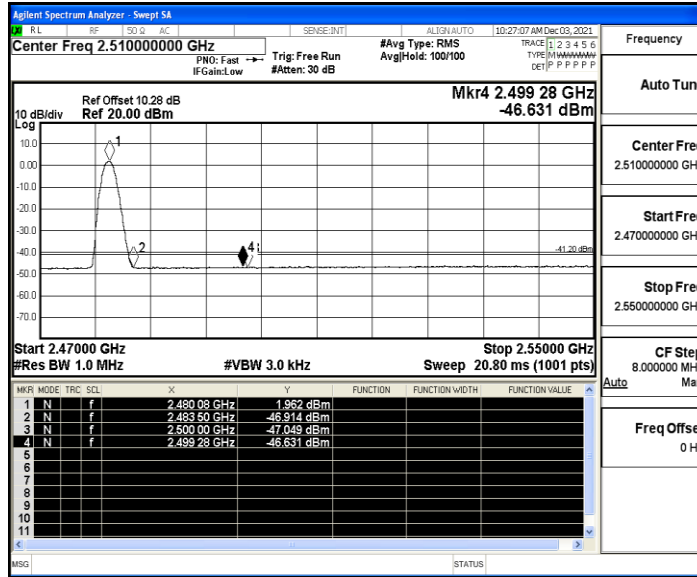 Agilent Spectrum Analyzer - Swept SA
RL RF 50 Ω AC SENSE:INT ALIGN AUTO 10:27:07 AM Dec 03, 2021
Center Freq 2.510000000 GHz
#Avg Type: RMS
TRACE 1 2 3 4 5 6
PNO: Fast Trig: Free Run Avg|Hold: 100/100
TYPE M
IFGain:Low #Atten: 30 dB
DET P P P P P P
Frequency
Auto Tun
Mkr4 2.499 28 GHz
-46.631 dBm
Ref Offset 10.28 dB
10 dB/div Ref 20.00 dBm
Log
10.0
0.00
-10.0
-20.0
-30.0
-40.0
-50.0
-60.0
-70.0
1
2
4
-41.20 dBm
Start 2.47000 GHz Stop 2.55000 GHz
#Res BW 1.0 MHz #VBW 3.0 kHz Sweep 20.80 ms (1001 pts)
Center Fre
2.510000000 GH
Start Fre
2.470000000 GH
Stop Fre
2.550000000 GH
CF Ste
8.000000 MH
Auto Ma
Freq Offse
0 H
MKR MODE TRC SCL X Y FUNCTION FUNCTION WIDTH FUNCTION VALUE
1 N f 2.480 08 GHz 1.962 dBm
2 N f 2.483 50 GHz -46.914 dBm
3 N f 2.500 00 GHz -47.049 dBm
4 N f 2.499 28 GHz -46.631 dBm
5
6
7
8
9
10
11
MSG STATUS